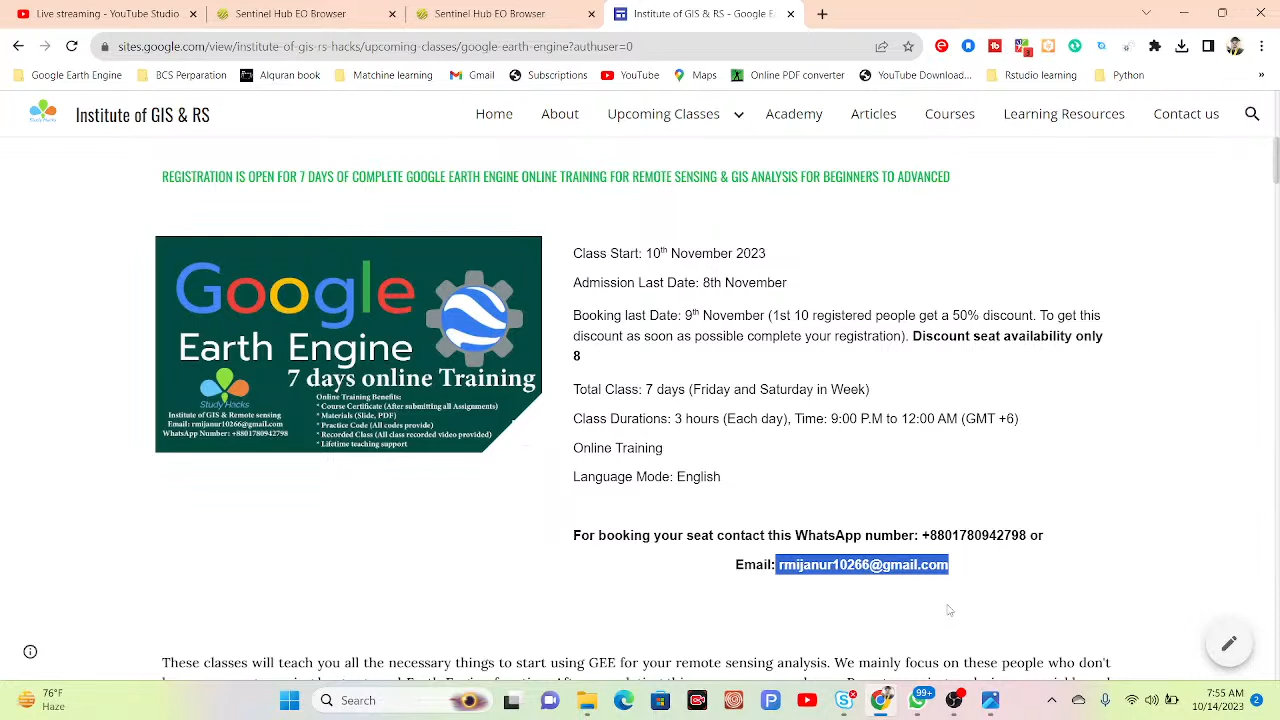 Live streaming - YouTube Studio
Sentinel Hub EO Browser
Sentinel Hub EO Browser
Institute of GIS & RS - Google E
sites.google.com/view/institute-studyhacks/upcoming-classes/google-earth-engine?authuser=0
Google Earth Engine
BCS Perparation
Alquran book
Matchine learning
Gmail
Subscriptions
YouTube
Maps
Online PDF converter
YouTube Download...
Rstudio learning
Python
»
Institute of GIS & RS
Home
About
Upcoming Classes
Academy
Articles
Courses
Learning Resources
Contact us
REGISTRATION IS OPEN FOR 7 DAYS OF COMPLETE GOOGLE EARTH ENGINE ONLINE TRAINING FOR REMOTE SENSING & GIS ANALYSIS FOR BEGINNERS TO ADVANCED
Google
Earth Engine
7 days online Training
Study Hacks
Institute of GIS & Remote sensing
Email: rmijanur10266@gmail.com
WhatsApp Number: +8801780942798
Online Training Benefits:
* Course Certificate (After submitting all Assignments)
* Materials (Slide, PDF)
* Practice Code (All codes provide)
* Recorded Class (All class recorded video provided)
* Lifetime teaching support
Class Start: 10th November 2023
Admission Last Date: 8th November
Booking last Date: 9th November (1st 10 registered people get a 50% discount. To get this
discount as soon as possible complete your registration). Discount seat availability only
8
Total Class: 7 days (Friday and Saturday in Week)
Class Durations: 3 hours (Each Day), Time: 9:00 P.M to 12:00 AM (GMT +6)
Online Training
Language Mode: English
For booking your seat contact this WhatsApp number: +8801780942798 or
Email: rmijanur10266@gmail.com
These classes will teach you all the necessary things to start using GEE for your remote sensing analysis. We mainly focus on these people who don't
76°F
Haze
Search
99+
7:55 AM
10/14/2023
2